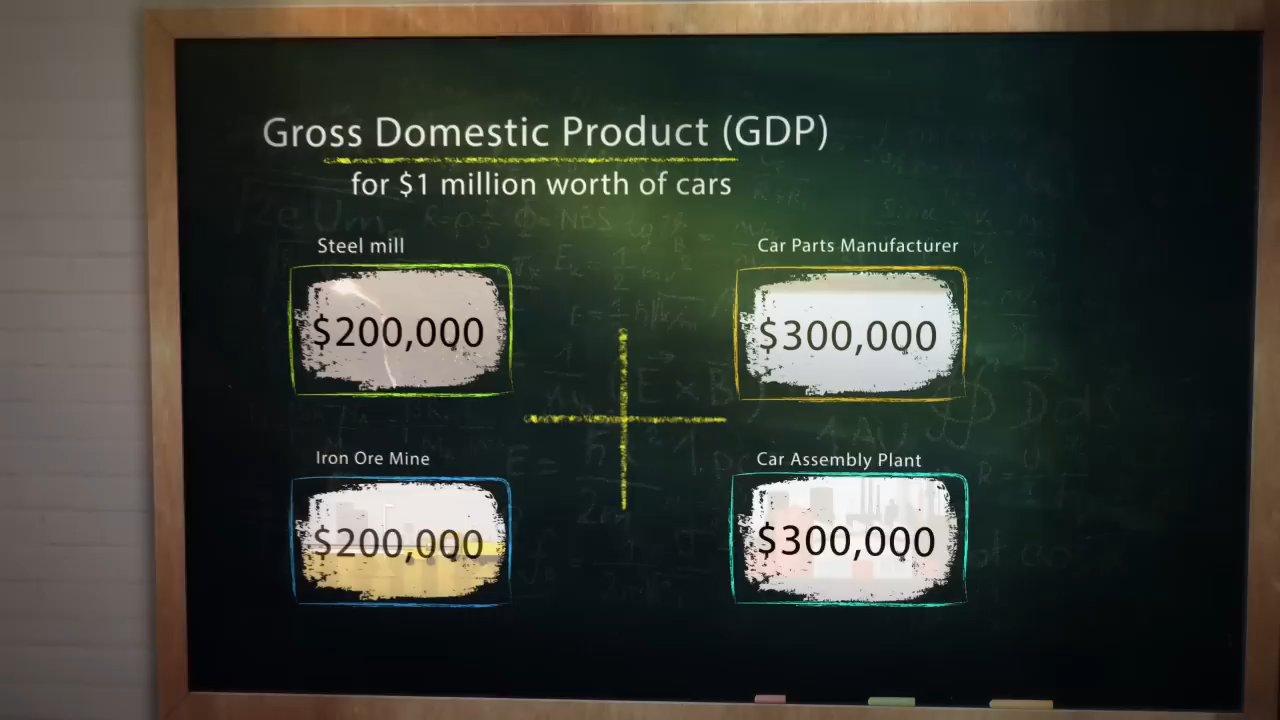 Gross Domestic Product (GDP)
for $1 million worth of cars
Steel mill
Car Parts Manufacturer
$200,000
$300,000
Iron Ore Mine
Car Assembly Plant
$200,000
$300,000